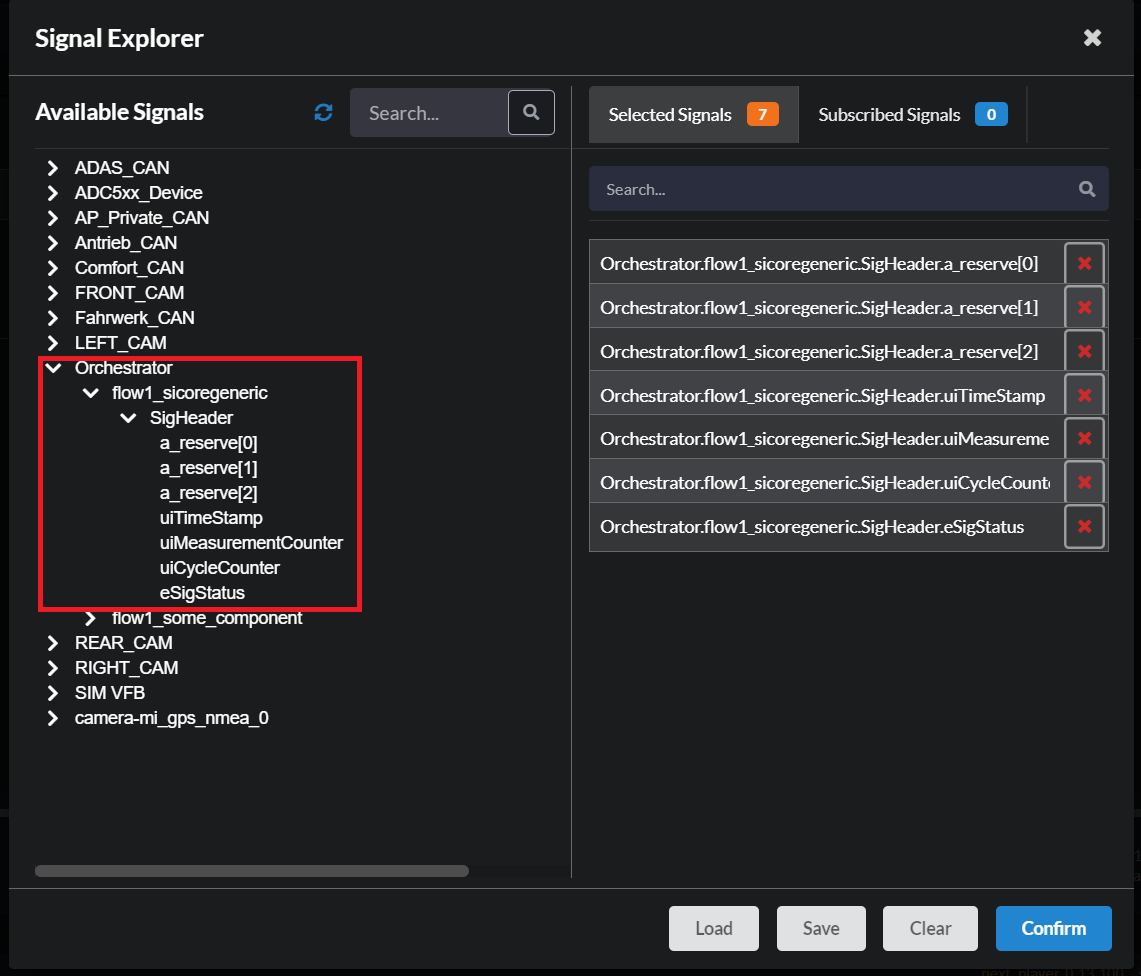 Signal Explorer
Available Signals
Search...
ADAS_CAN
ADC5xx_Device
AP_Private_CAN
Antrieb_CAN
Comfort_CAN
FRONT_CAM
Fahrwerk_CAN
LEFT_CAM
Orchestrator
flow1_sicoregeneric
SigHeader
a_reserve[0]
a_reserve[1]
a_reserve[2]
uiTimeStamp
uiMeasurementCounter
uiCycleCounter
eSigStatus
flow1_some_component
REAR_CAM
RIGHT_CAM
SIM VFB
camera-mi_gps_nmea_0
Selected Signals 7
Subscribed Signals 0
Search...
Orchestrator.flow1_sicoregeneric.SigHeader.a_reserve[0]
Orchestrator.flow1_sicoregeneric.SigHeader.a_reserve[1]
Orchestrator.flow1_sicoregeneric.SigHeader.a_reserve[2]
Orchestrator.flow1_sicoregeneric.SigHeader.uiTimeStamp
Orchestrator.flow1_sicoregeneric.SigHeader.uiMeasureme
Orchestrator.flow1_sicoregeneric.SigHeader.uiCycleCount
Orchestrator.flow1_sicoregeneric.SigHeader.eSigStatus
Load
Save
Clear
Confirm